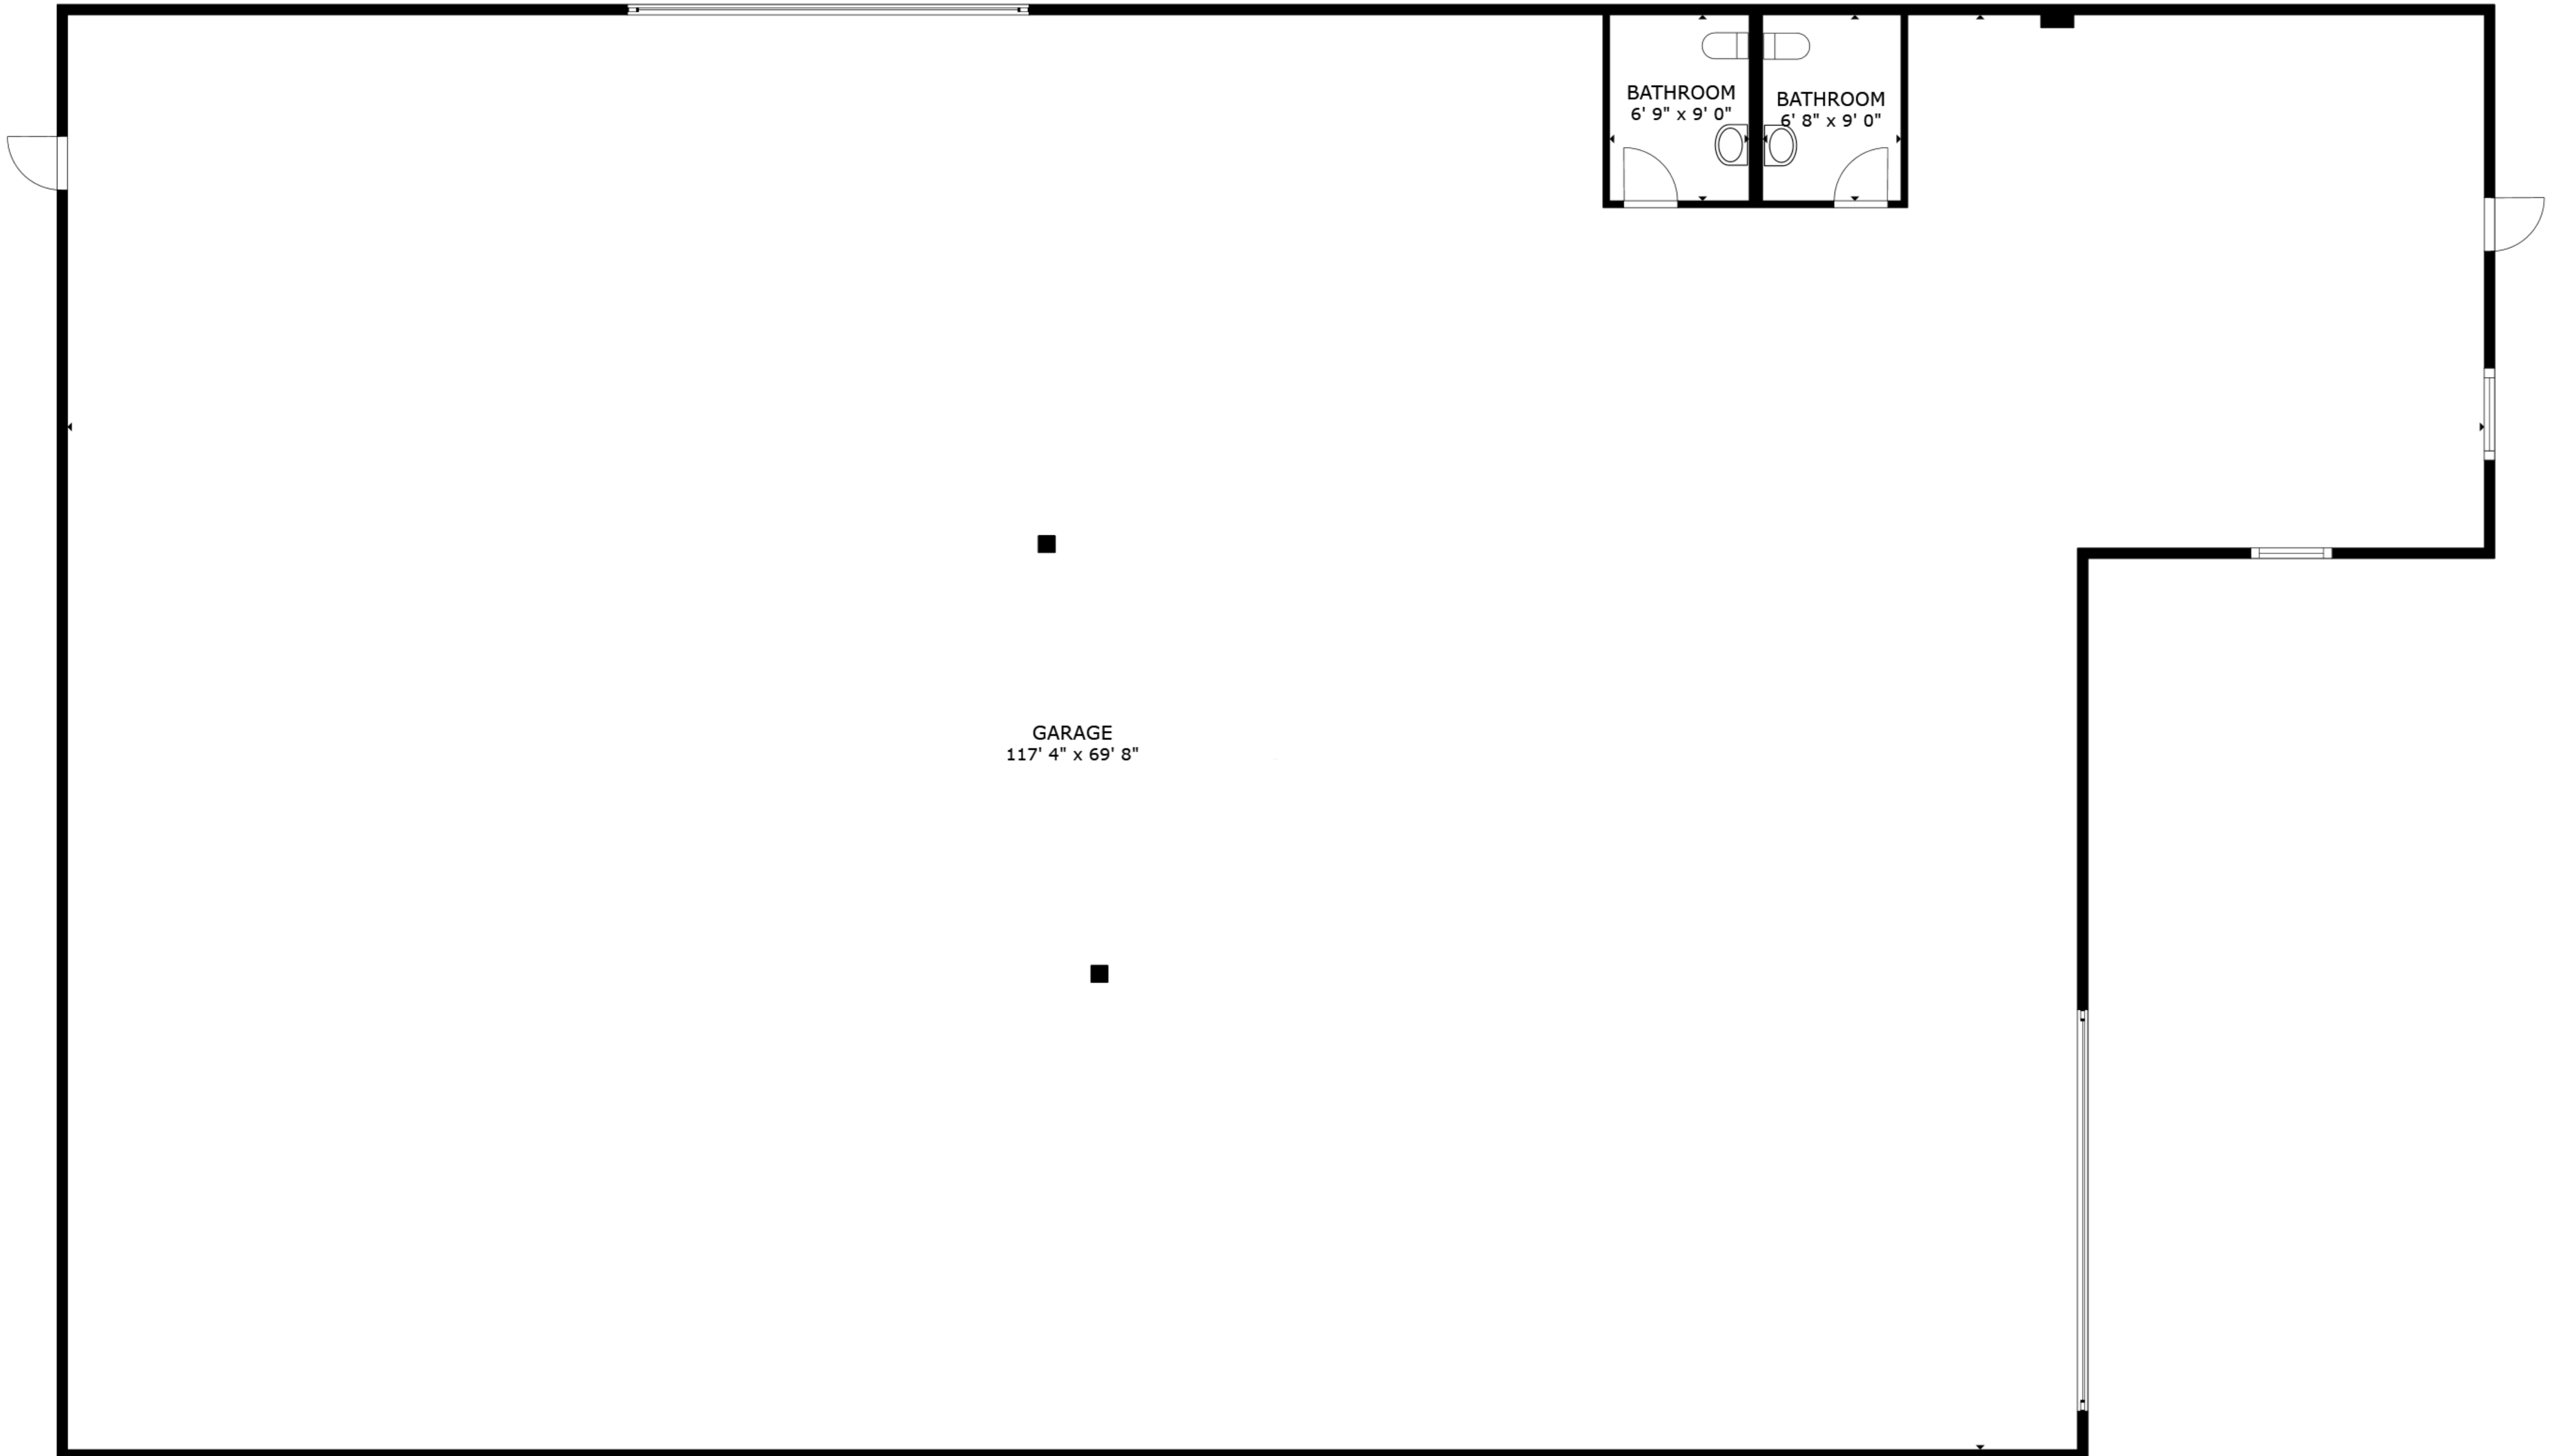 BATHROOM
6' 9" x 9' 0"
BATHROOM
6' 8" x 9' 0"
GARAGE
117' 4" x 69' 8"